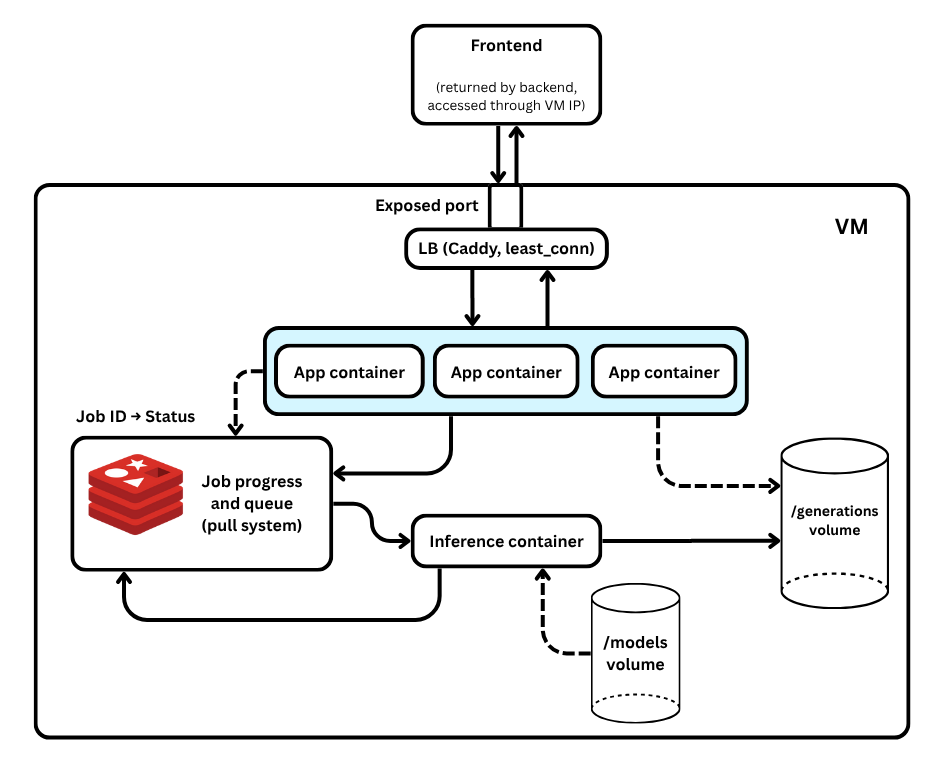 Frontend
(returned by backend,
accessed through VM IP)
Exposed port
VM
LB (Caddy, least_conn)
App container
App container
App container
Job ID → Status
Job progress
and queue
(pull system)
Inference container
/generations
volume
/models
volume